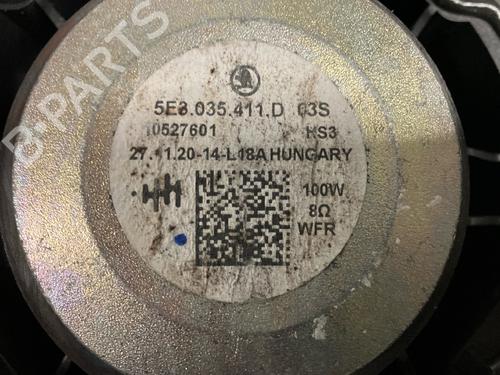 B-PARTS
5E3.035.411.D 03S
10527601 HS3
27.11.20-14-L18A HUNGARY
100W
8Ω
WFR